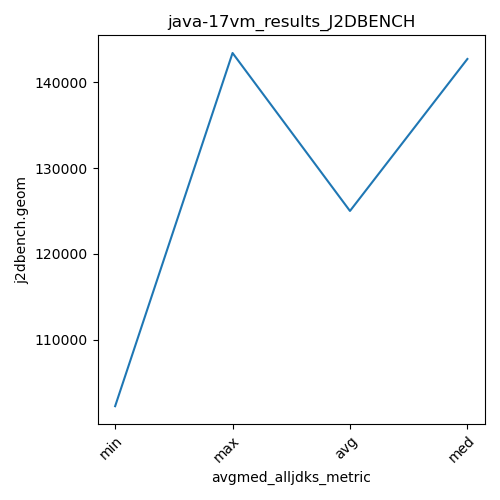 java-17vm_results_J2DBENCH
140000
130000
120000
110000
j2dbench.geom
min
max
avg
med
avgmed_alljdks_metric